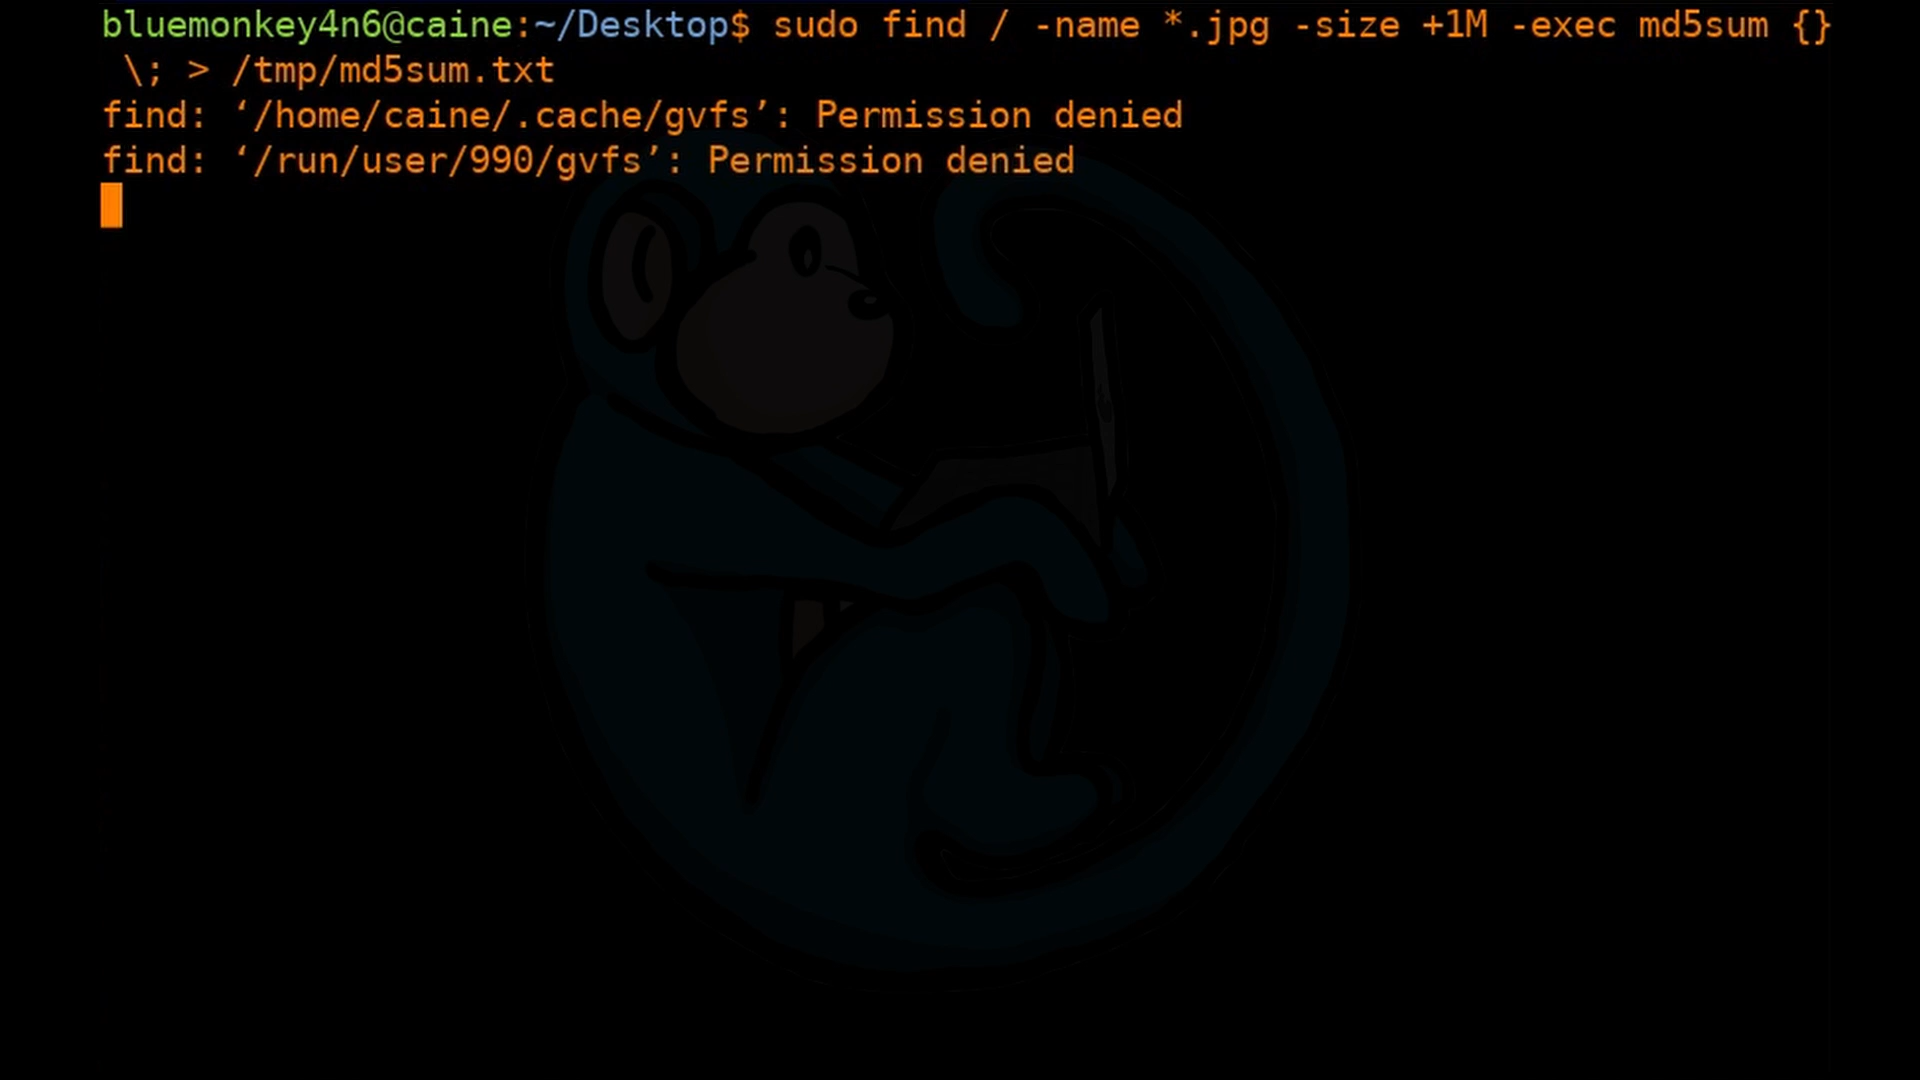 bluemonkey4n6@caine:~/Desktop$ sudo find / -name *.jpg -size +1M -exec md5sum {}
 \; > /tmp/md5sum.txt
find: ‘/home/caine/.cache/gvfs’: Permission denied
find: ‘/run/user/990/gvfs’: Permission denied